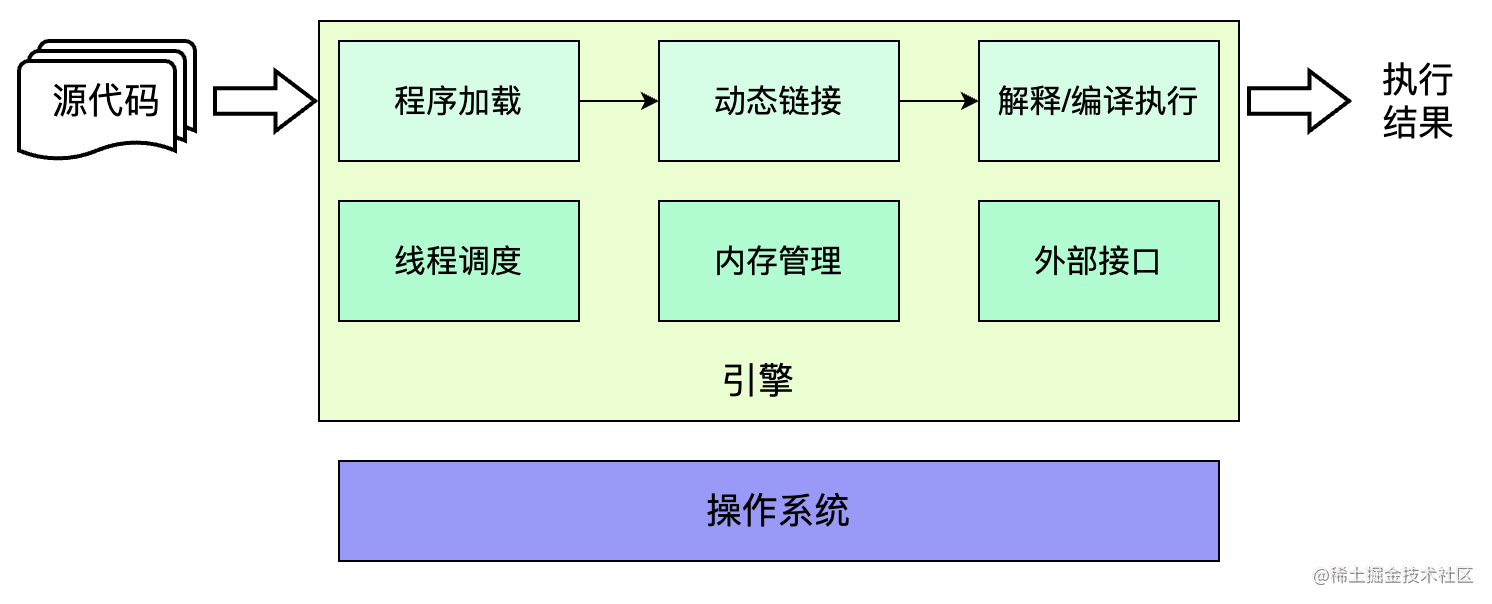 源代码
程序加载
动态链接
解释/编译执行
执行
结果
线程调度
内存管理
外部接口
引擎
操作系统
@稀土掘金技术社区